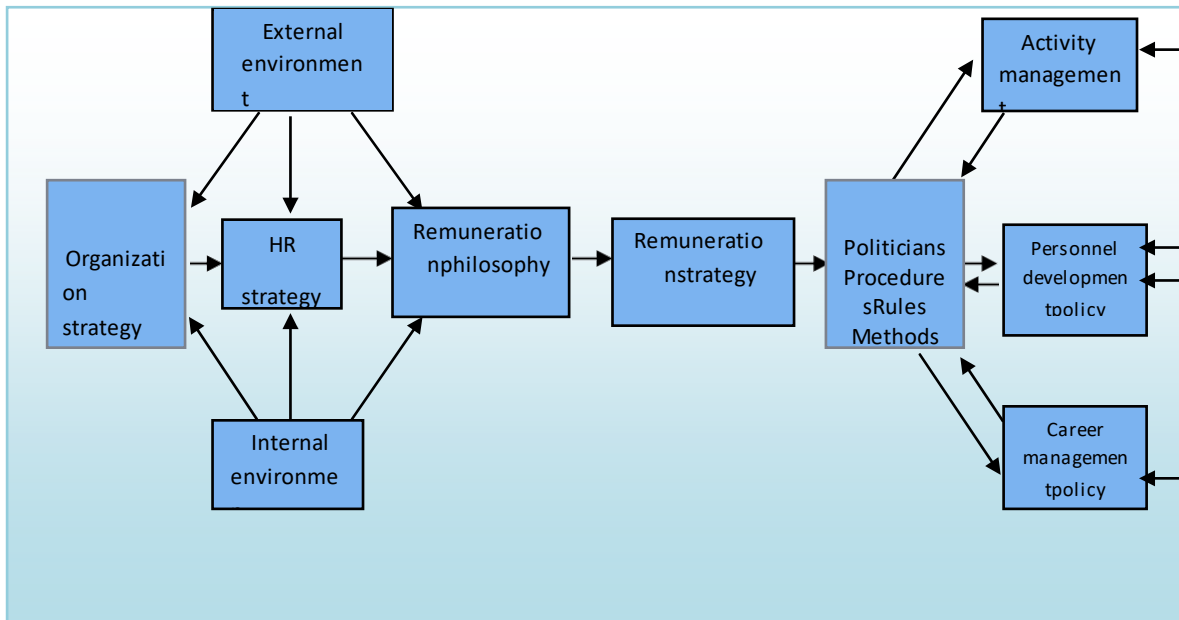 External
environmen
t
Activity
managemen
t
Organizati
on
strategy
HR
strategy
Remuneratio
nphilosophy
Remuneratio
nstrategy
Politicians
Procedure
sRules
Methods
Personnel
developmen
tpolicy
Internal
environme
Career
managemen
tpolicy